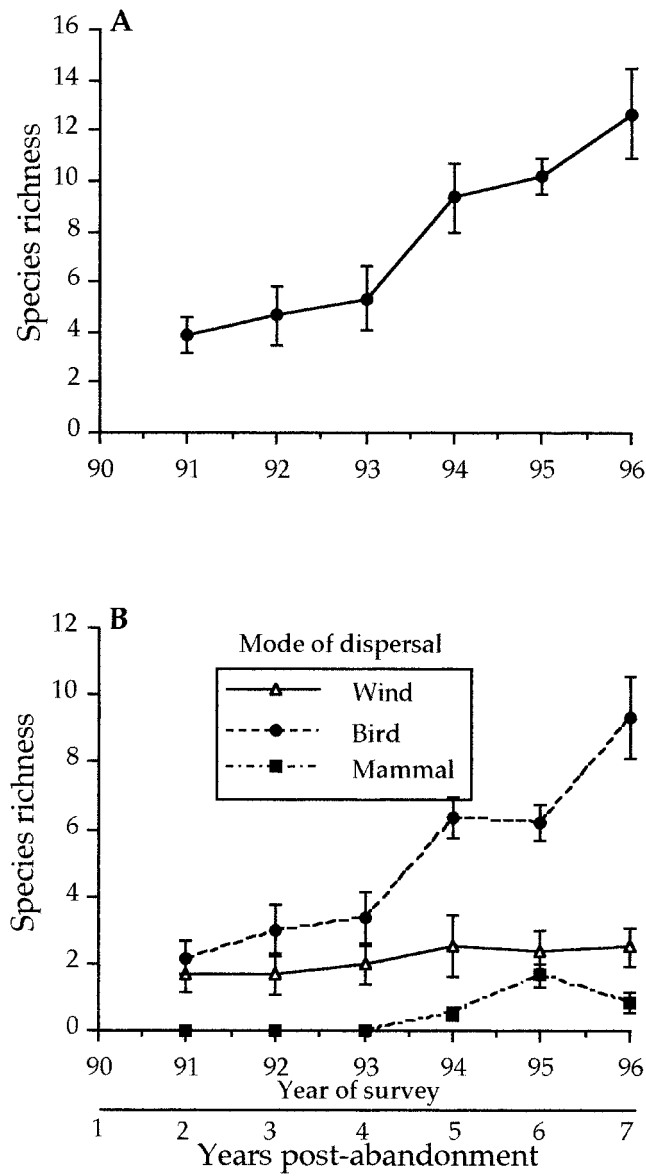 A
16
14
12
10
8
6
4
2
0
Species richness
90 91 92 93 94 95 96
B
12
10
8
6
4
2
0
Species richness
Mode of dispersal
Wind
Bird
Mammal
90 91 92 93 94 95 96
Year of survey
1 2 3 4 5 6 7
Years post-abandonment